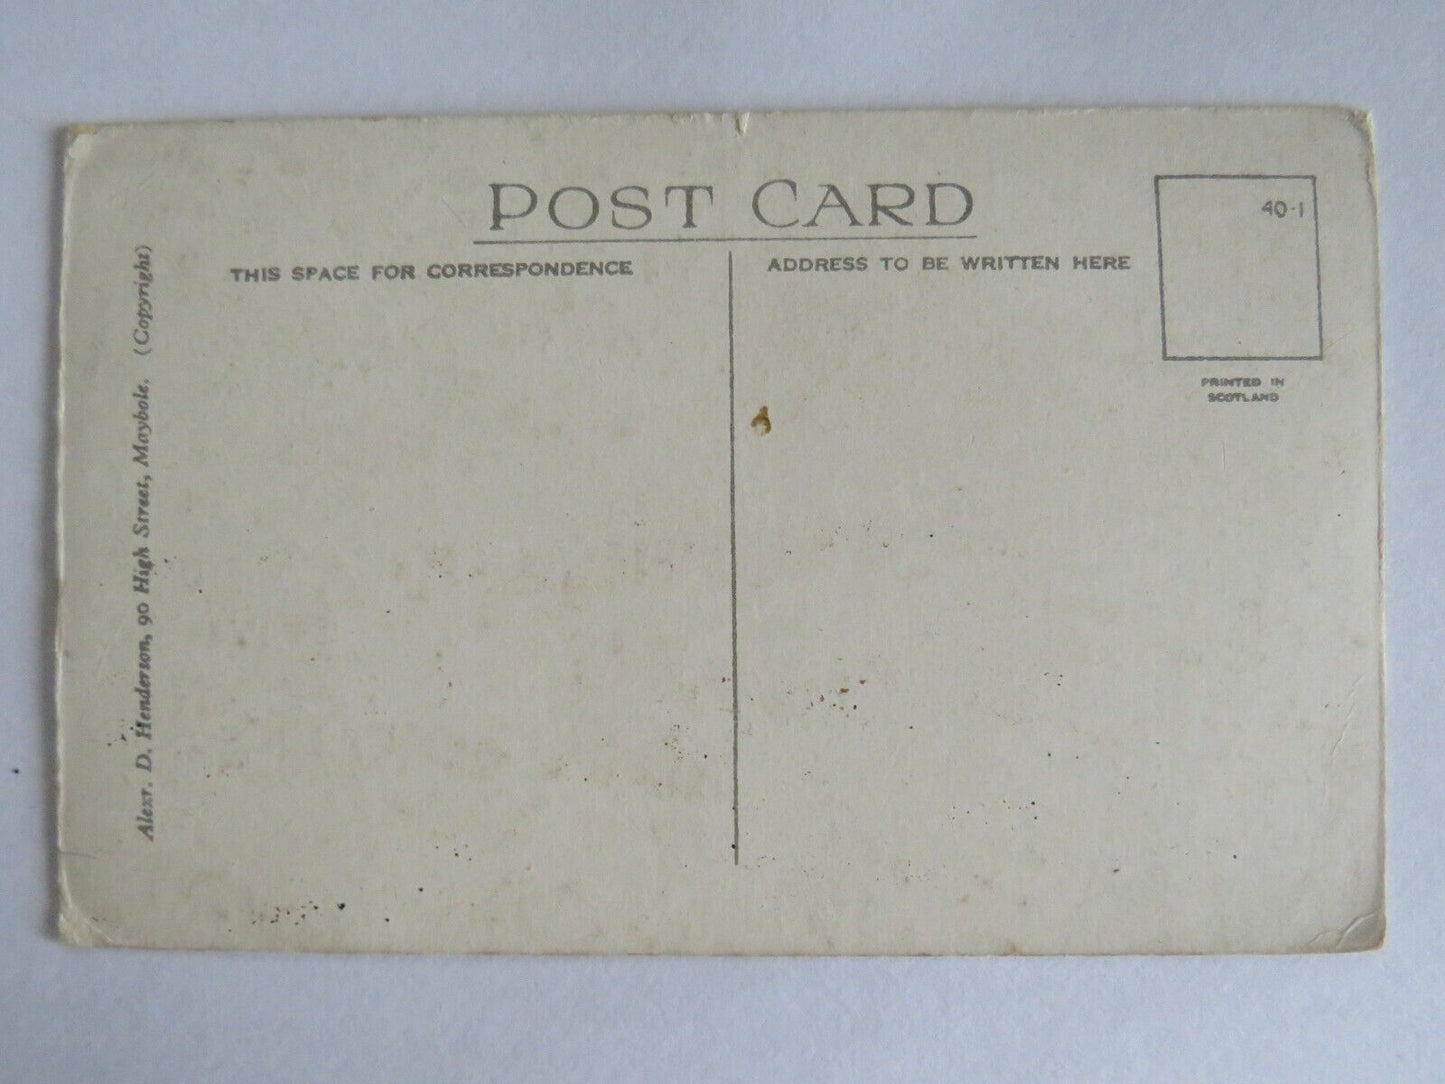 POST CARD
THIS SPACE FOR CORRESPONDENCE
ADDRESS TO BE WRITTEN HERE
40-1
PRINTED IN
SCOTLAND
Alexr. D. Henderson, 90 High Street, Maybole. (Copyright)